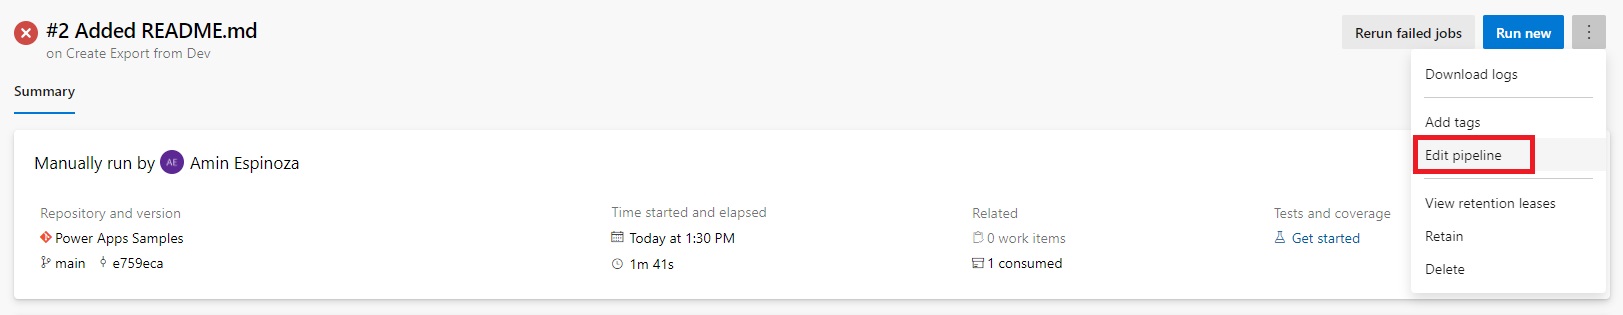 #2 Added README.md
on Create Export from Dev
Rerun failed jobs
Run new
Summary
Download logs
Add tags
Edit pipeline
View retention leases
Retain
Delete
Manually run by AE Amin Espinoza
Repository and version
Power Apps Samples
main e759eca
Time started and elapsed
Today at 1:30 PM
1m 41s
Related
0 work items
1 consumed
Tests and coverage
Get started